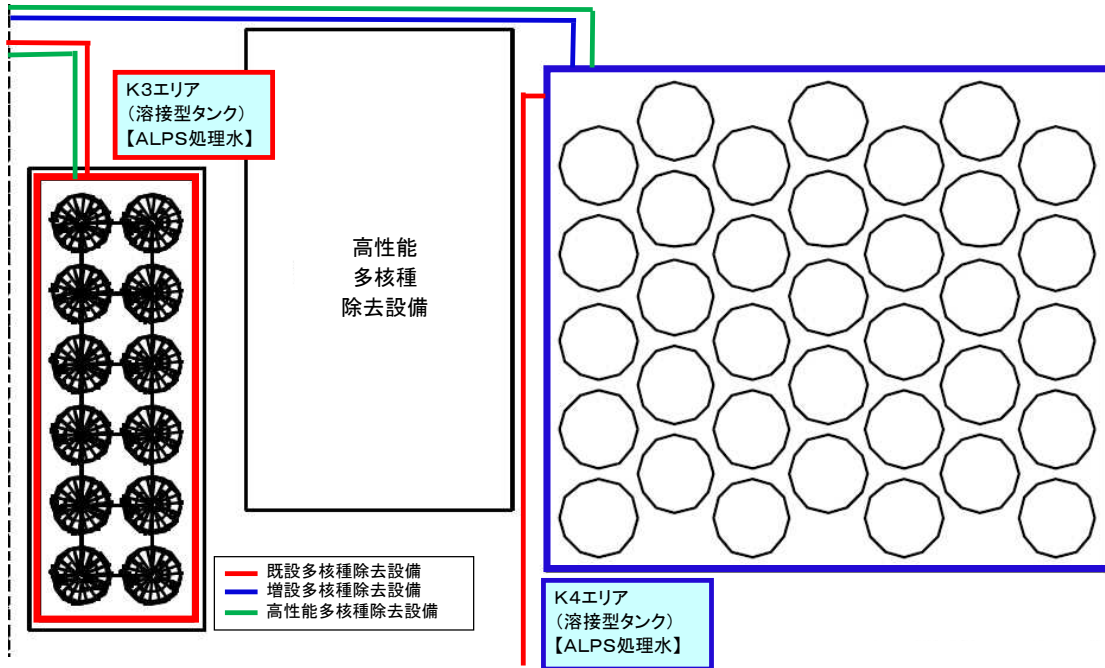 K3エリア
(溶接型タンク)
【ALPS処理水】
高性能
多核種
除去設備
既設多核種除去設備
増設多核種除去設備
高性能多核種除去設備
K4エリア
(溶接型タンク)
【ALPS処理水】